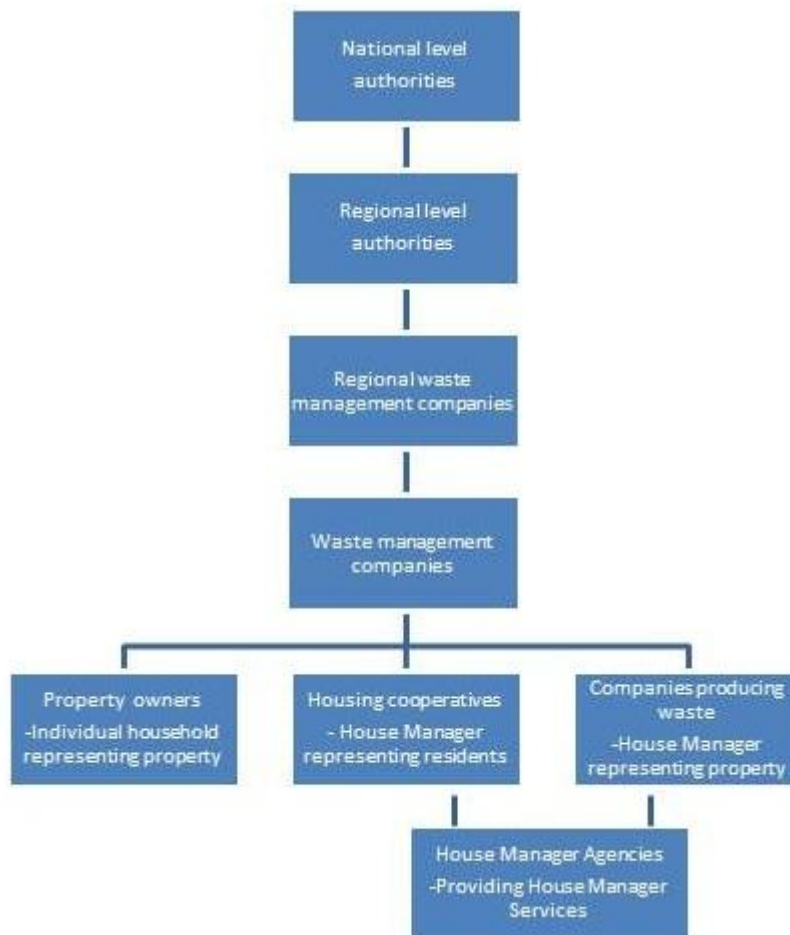 National level
authorities
Regional level
authorities
Regional waste
management companies
Waste management
companies
Property owners
-Individual household
representing property
Housing cooperatives
- House Manager
representing residents
Companies producing
waste
-House Manager
representing property
House Manager Agencies
-Providing House Manager
Services